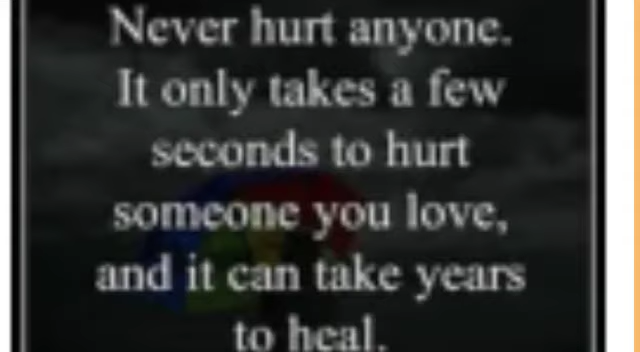 Never hurt anyone.
It only takes a few
seconds to hurt
someone you love,
and it can take years
to heal.